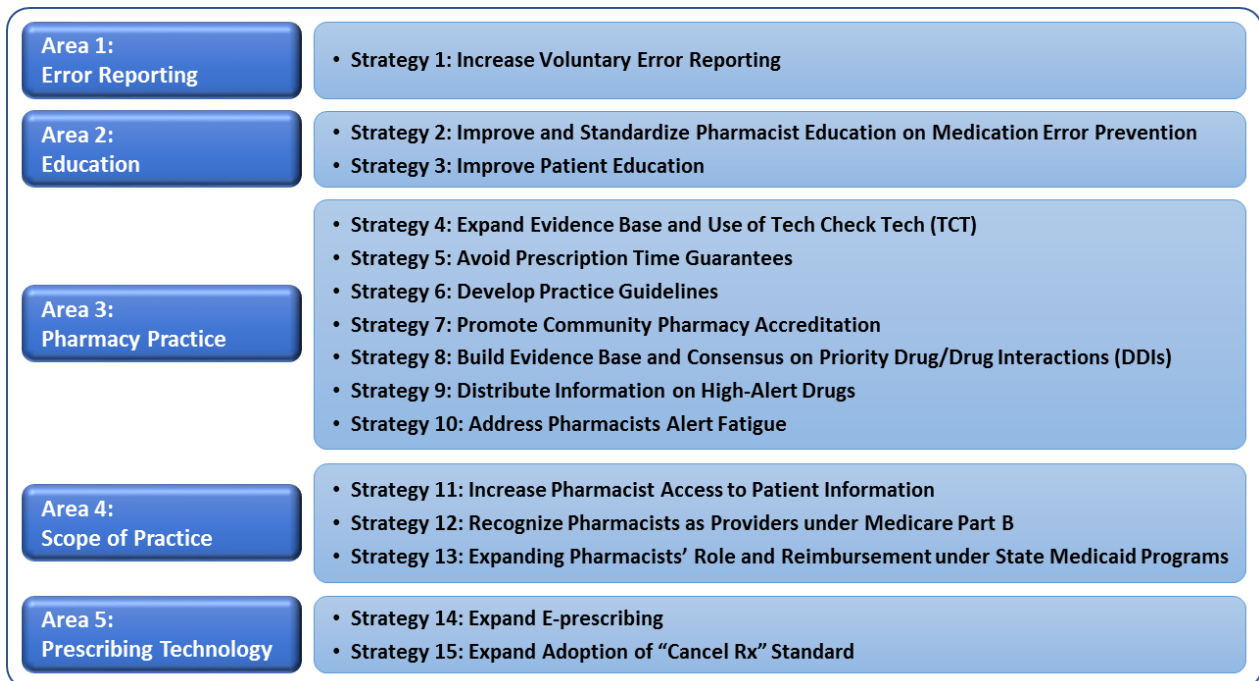 Area 1:
Error Reporting
• Strategy 1: Increase Voluntary Error Reporting
Area 2:
Education
• Strategy 2: Improve and Standardize Pharmacist Education on Medication Error Prevention
• Strategy 3: Improve Patient Education
Area 3:
Pharmacy Practice
• Strategy 4: Expand Evidence Base and Use of Tech Check Tech (TCT)
• Strategy 5: Avoid Prescription Time Guarantees
• Strategy 6: Develop Practice Guidelines
• Strategy 7: Promote Community Pharmacy Accreditation
• Strategy 8: Build Evidence Base and Consensus on Priority Drug/Drug Interactions (DDIs)
• Strategy 9: Distribute Information on High-Alert Drugs
• Strategy 10: Address Pharmacists Alert Fatigue
Area 4:
Scope of Practice
• Strategy 11: Increase Pharmacist Access to Patient Information
• Strategy 12: Recognize Pharmacists as Providers under Medicare Part B
• Strategy 13: Expanding Pharmacists’ Role and Reimbursement under State Medicaid Programs
Area 5:
Prescribing Technology
• Strategy 14: Expand E-prescribing
• Strategy 15: Expand Adoption of “Cancel Rx” Standard